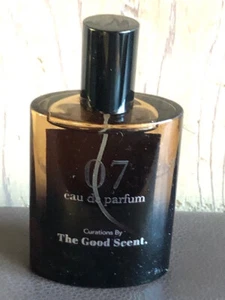 07
eau de parfum
Curations By
The Good Scent.